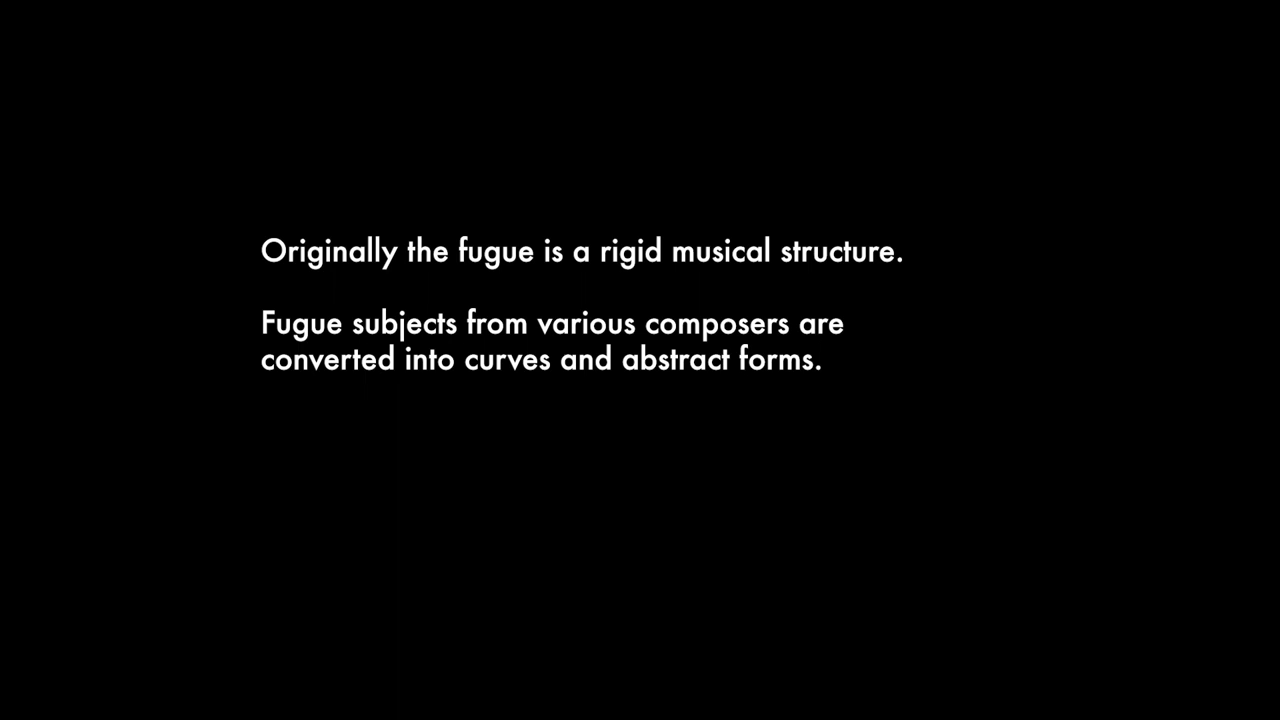 Originally the fugue is a rigid musical structure.
Fugue subjects from various composers are
converted into curves and abstract forms.